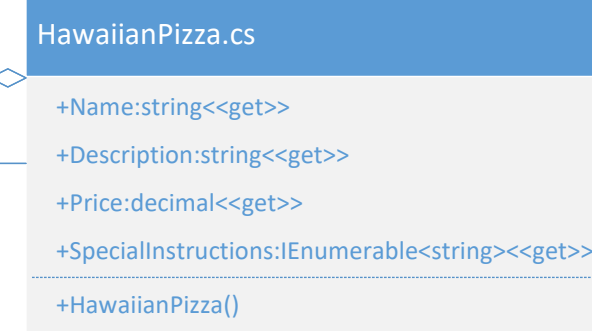 HawaiianPizza.cs
+Name:string<<get>>
+Description:string<<get>>
+Price:decimal<<get>>
+SpecialInstructions:IEnumerable<string><<get>>
+HawaiianPizza()